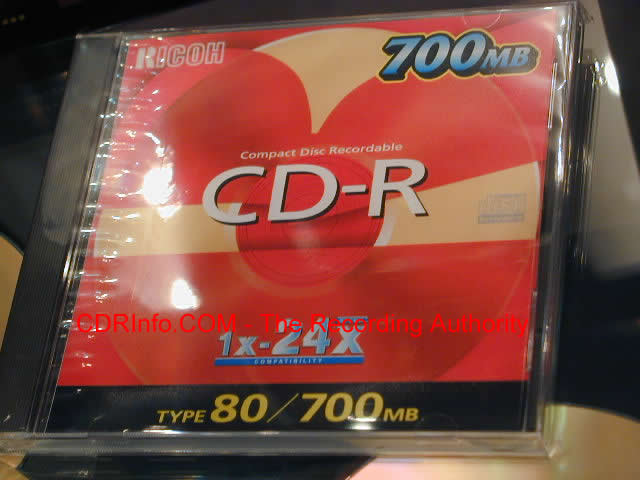 RICOH
700MB
Compact Disc Recordable
CD-R
CDRInfo.COM - The Recording Authority
1X-24X
COMPATIBILITY
TYPE 80/700MB